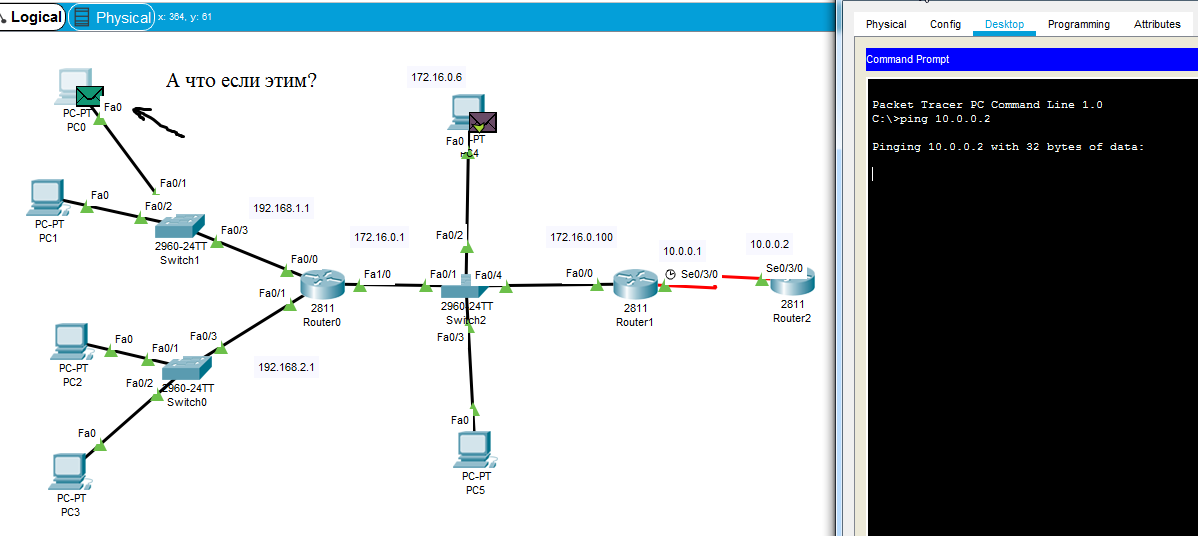 Logical
Physical
x: 364, y: 61
Physical
Config
Desktop
Programming
Attributes
Command Prompt
Packet Tracer PC Command Line 1.0
C:\>ping 10.0.0.2
Pinging 10.0.0.2 with 32 bytes of data:
А что если этим?
172.16.0.6
Fa0
PC-PT
PC0
Fa0
-PT
Fa0/1
Fa0
Fa0/2
PC-PT
PC1
192.168.1.1
Fa0/3
2960-24TT
Switch1
172.16.0.1
Fa0/2
172.16.0.100
10.0.0.1
10.0.0.2
Fa0/0
Fa1/0
Fa0/1
Fa0/4
Fa0/0
Se0/3/0
Se0/3/0
Fa0/1
2811
Router0
2960-24TT
Switch2
2811
Router1
2811
Router2
Fa0/3
Fa0
Fa0/1
Fa0/3
PC-PT
PC2
Fa0/2
2960-24TT
Switch0
192.168.2.1
Fa0
PC-PT
PC3
Fa0
PC-PT
PC5